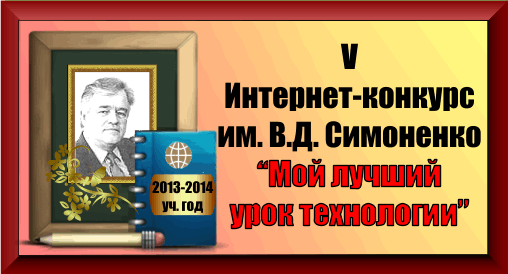 V
Интернет-конкурс
им. В.Д. Симоненко
“Мой лучший
урок технологии”
2013-2014
уч. год